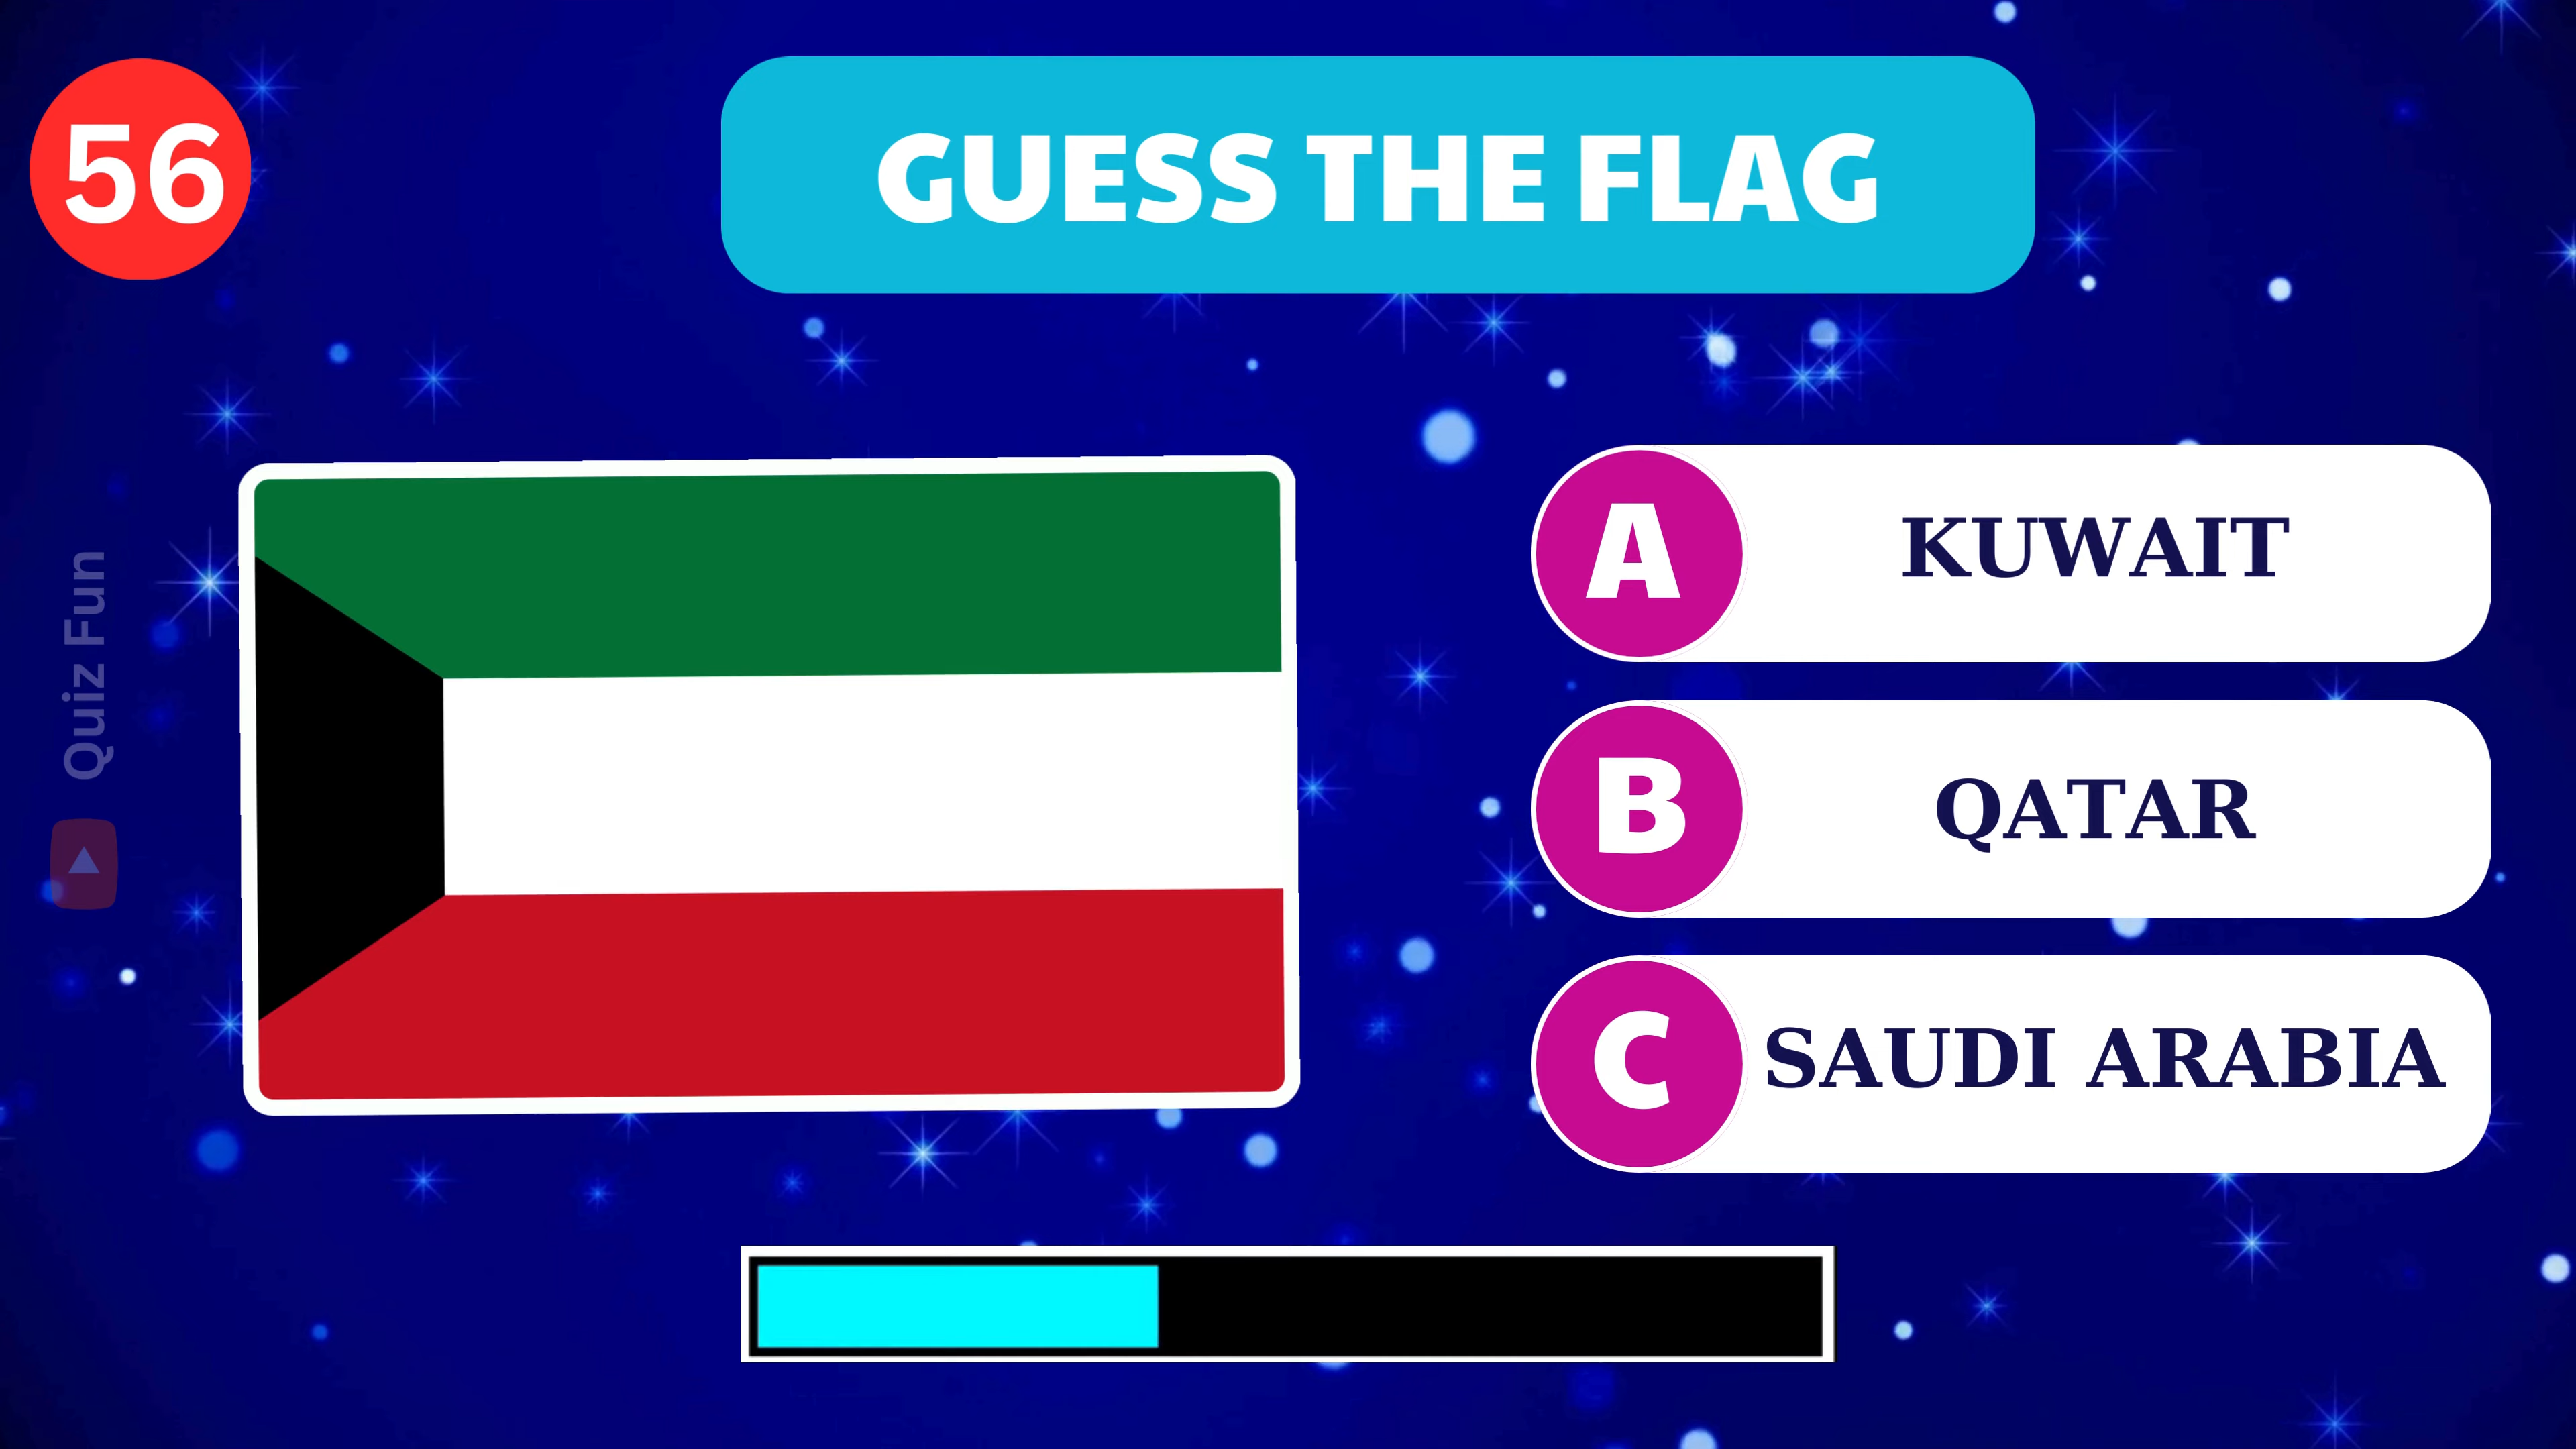 56
GUESS THE FLAG
Quiz Fun
A
KUWAIT
B
QATAR
C
SAUDI ARABIA